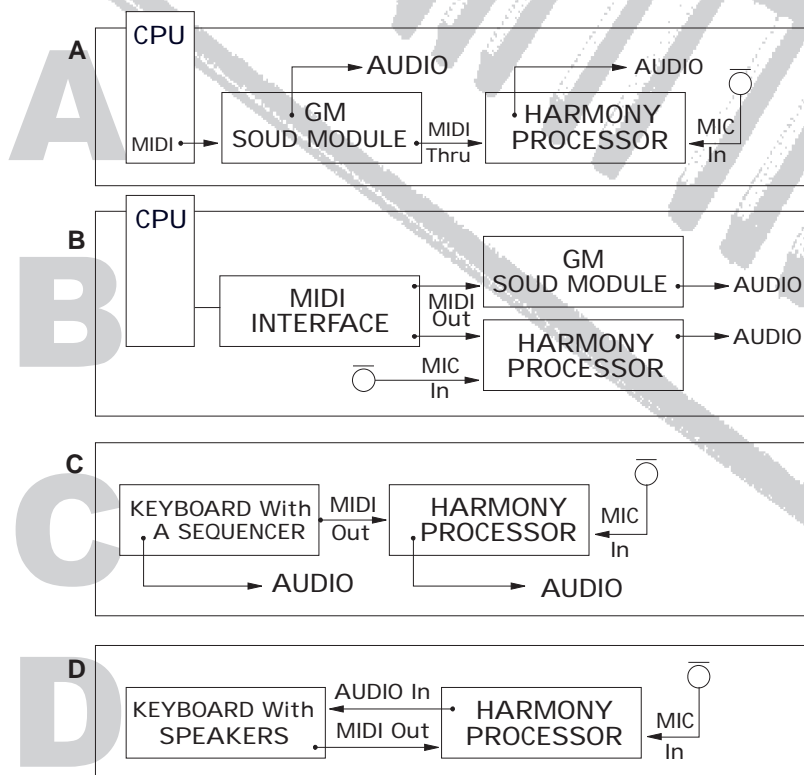 A
A
CPU
AUDIO
AUDIO
GM
SOUD MODULE
HARMONY
PROCESSOR
MIDI
MIDI
Thru
MIC
In
B
B
CPU
GM
SOUD MODULE
AUDIO
MIDI
INTERFACE
MIDI
Out
HARMONY
PROCESSOR
AUDIO
MIC
In
C
C
KEYBOARD With
A SEQUENCER
MIDI
Out
HARMONY
PROCESSOR
MIC
In
AUDIO
AUDIO
D
D
KEYBOARD With
SPEAKERS
AUDIO In
MIDI Out
HARMONY
PROCESSOR
MIC
In